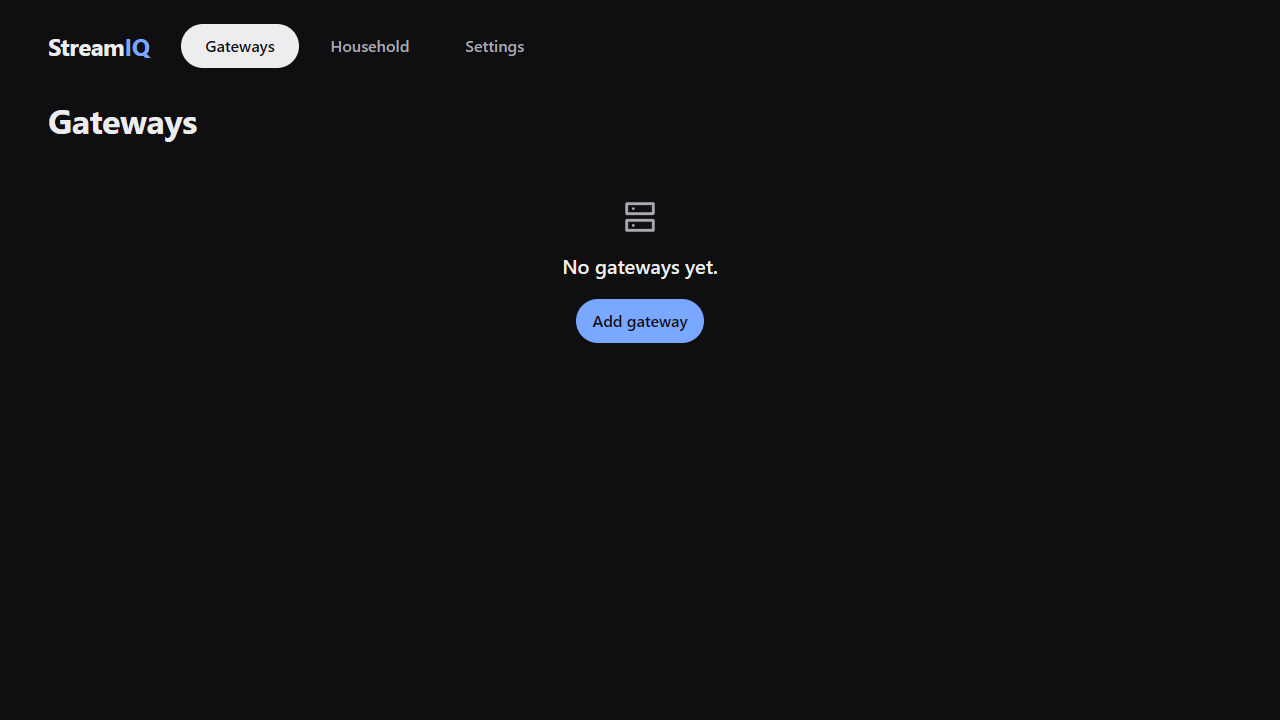 StreamIQ
Gateways
Household
Settings
Gateways
No gateways yet.
Add gateway